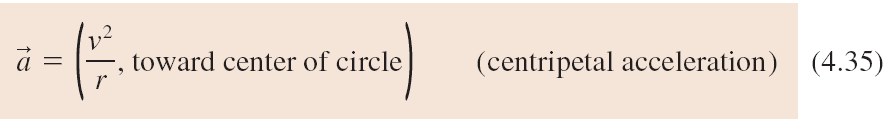 a⃗ = (v²/r, toward center of circle) (centripetal acceleration) (4.35)